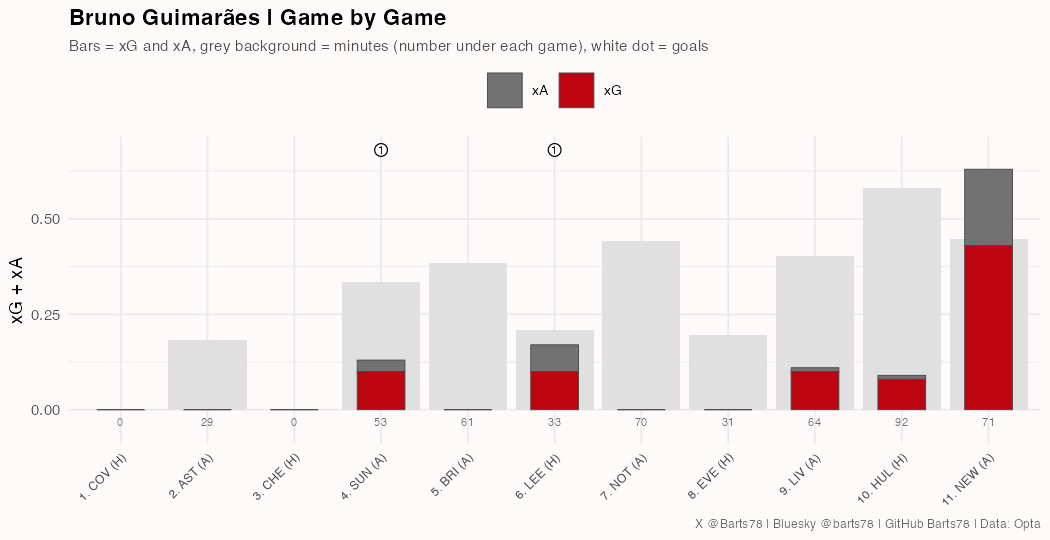 Bruno Guimarães | Game by Game
Bars = xG and xA, grey background = minutes (number under each game), white dot = goals
xA xG
1 1
xG + xA
0.50
0.25
0.00
0 29 0 53 61 33 70 31 64 92 71
1. COV (H) 2. AST (A) 3. CHE (H) 4. SUN (A) 5. BRI (A) 6. LEE (H) 7. NOT (A) 8. EVE (H) 9. LIV (A) 10. HUL (H) 11. NEW (A)
X @Barts78 | Bluesky @barts78 | GitHub Barts78 | Data: Opta